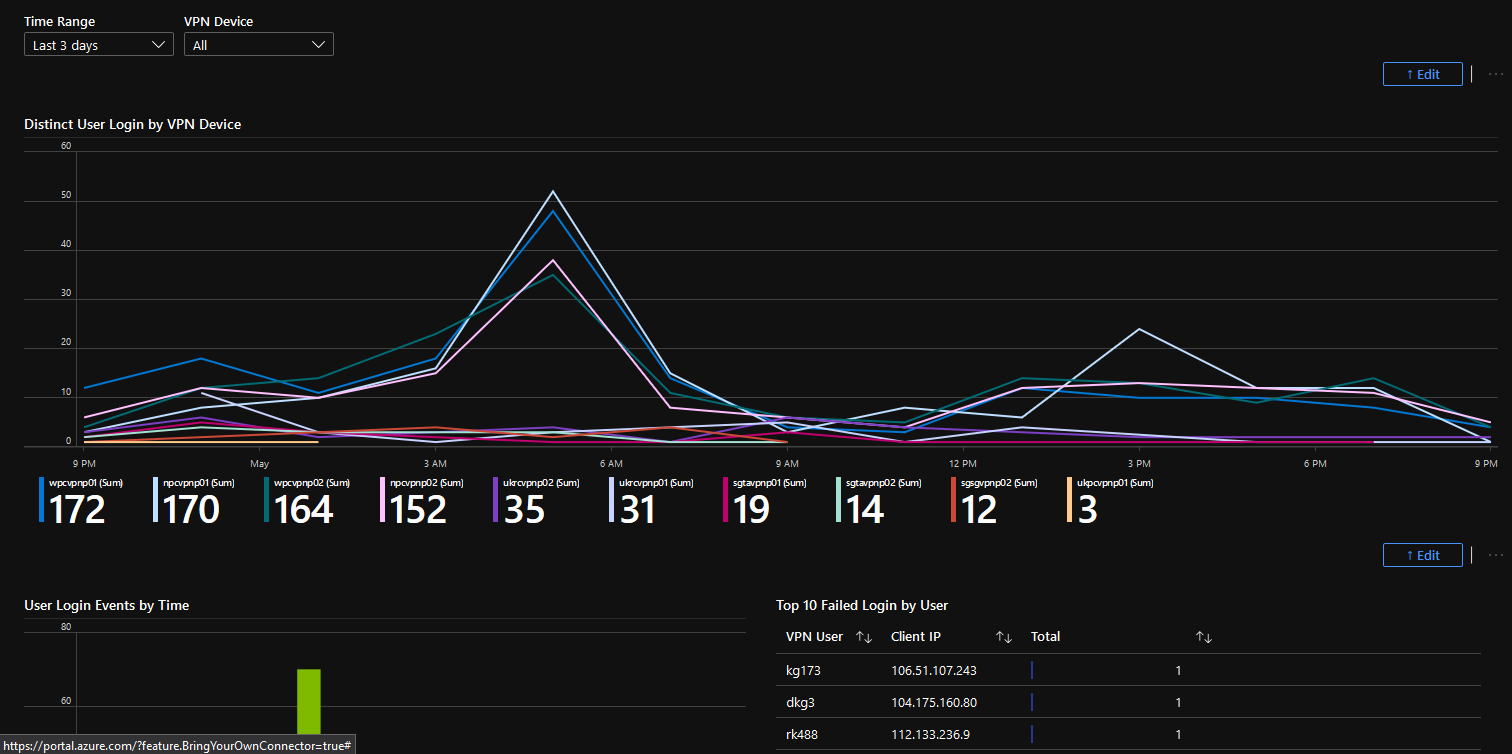 Time Range VPN Device
Last 3 days All
↑ Edit ...
Distinct User Login by VPN Device
60
50
40
30
20
10
0
9 PM May 3 AM 6 AM 9 AM 12 PM 3 PM 6 PM 9 PM
wpcvpnp01 (Sum) npcvpnp01 (Sum) wpcvpnp02 (Sum) npcvpnp02 (Sum) ukrcvpnp02 (Sum) ukrcvpnp01 (Sum) sgtavpnp01 (Sum) sgtavpnp02 (Sum) sgsgvpnp02 (Sum) ukpcvpnp01 (Sum)
172 170 164 152 35 31 19 14 12 3
↑ Edit ...
User Login Events by Time
80
60
Top 10 Failed Login by User
VPN User ↑↓ Client IP ↑↓ Total ↑↓
kg173 106.51.107.243 1
dkg3 104.175.160.80 1
rk488 112.133.236.9 1
https://portal.azure.com/?feature.BringYourOwnConnector=true#